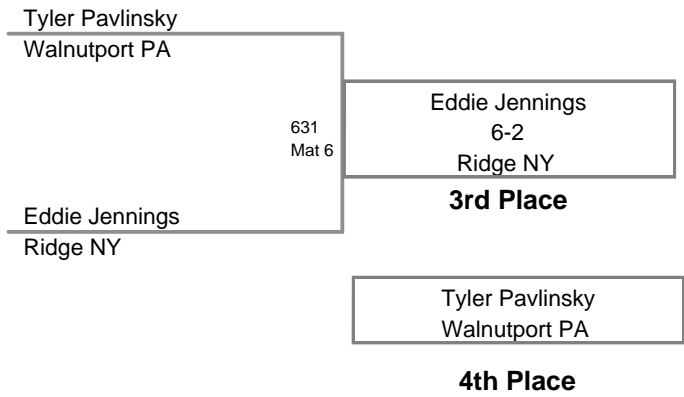 Tyler Pavlinsky
Walnutport PA
631
Mat 6
Eddie Jennings
Ridge NY
Eddie Jennings
6-2
Ridge NY
3rd Place
Tyler Pavlinsky
Walnutport PA
4th Place